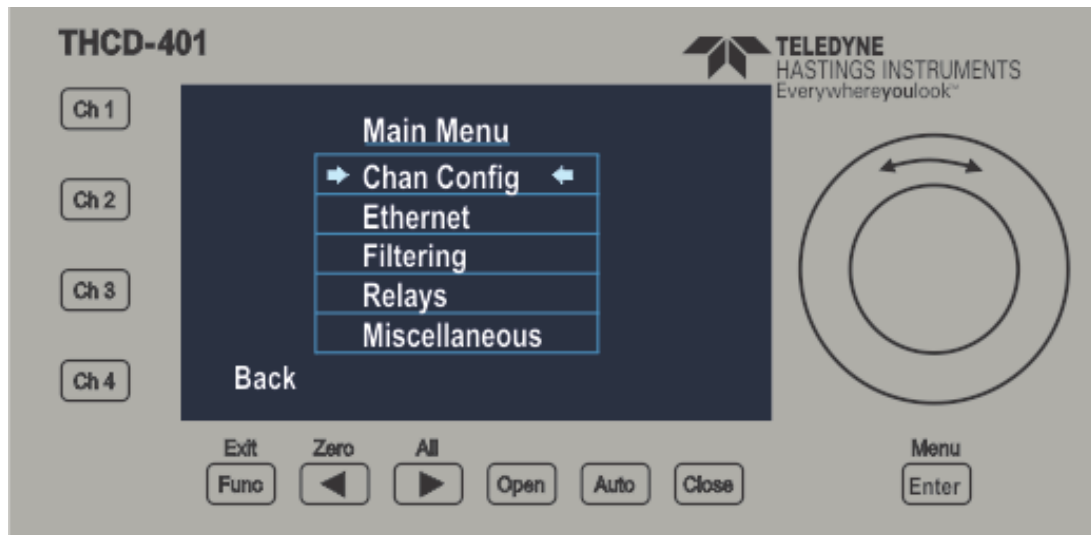 THCD-401
TELEDYNE
HASTINGS INSTRUMENTS
Everywhereyoulook™
Ch 1
Ch 2
Ch 3
Ch 4
Main Menu
Chan Config
Ethernet
Filtering
Relays
Miscellaneous
Back
Exit Zero All Menu
Func Open Auto Close Enter